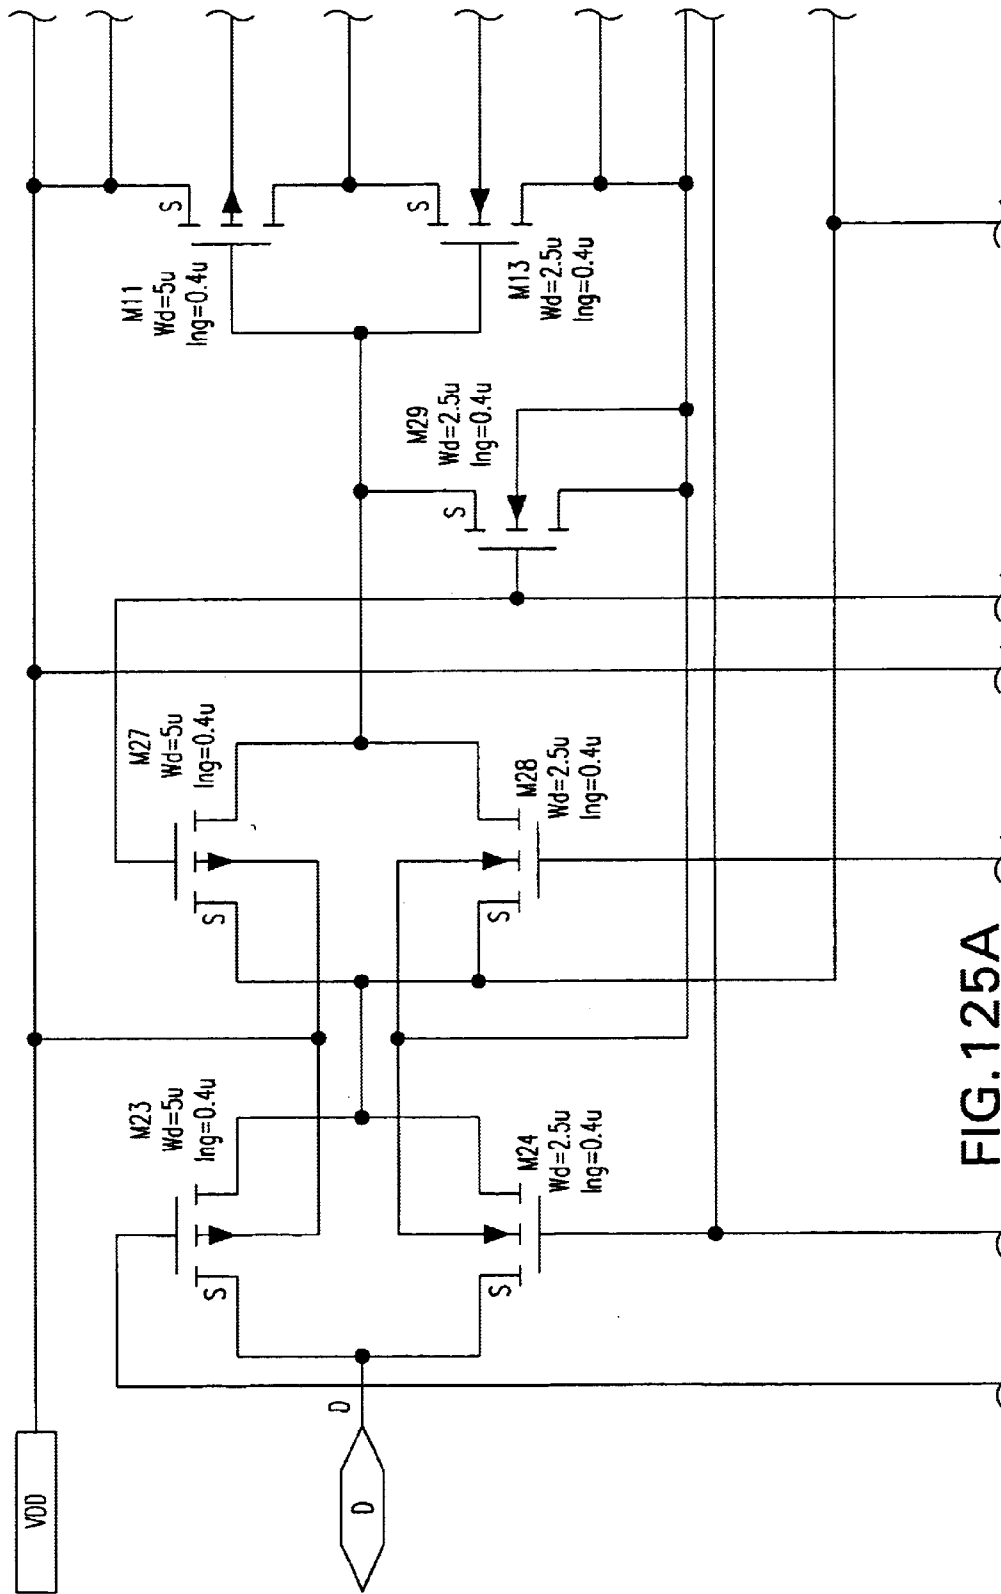 VDD
D
D
M23
Wd=5u
lng=0.4u
S
M24
Wd=2.5u
lng=0.4u
S
M27
Wd=5u
lng=0.4u
S
M28
Wd=2.5u
lng=0.4u
S
M29
Wd=2.5u
lng=0.4u
S
M11
Wd=5u
lng=0.4u
S
M13
Wd=2.5u
lng=0.4u
S
FIG.125A